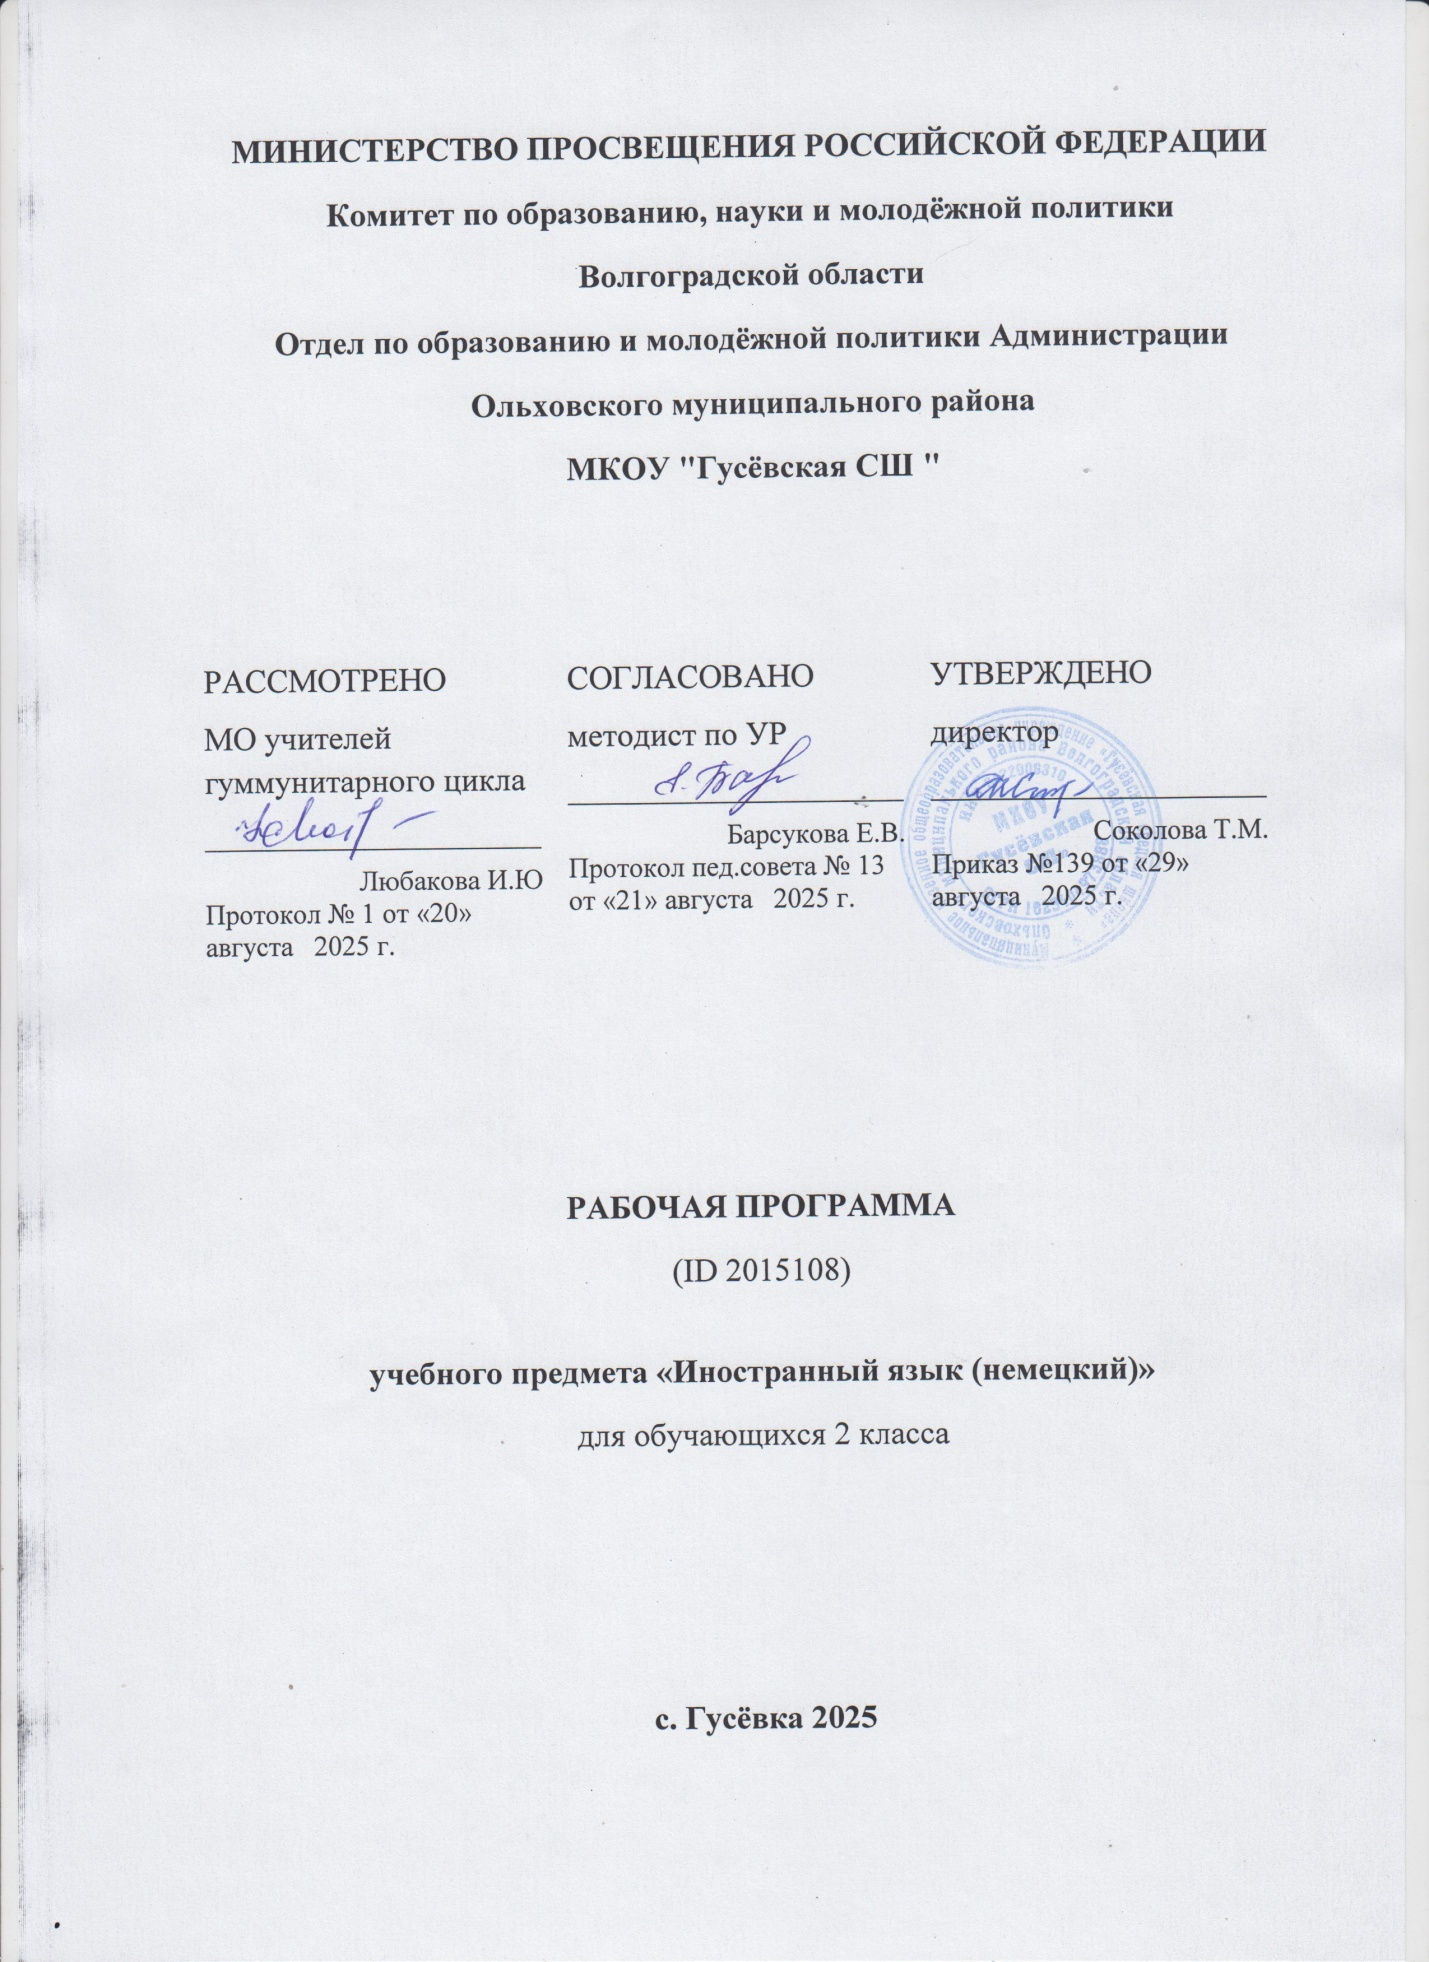 МИНИСТЕРСТВО ПРОСВЕЩЕНИЯ РОССИЙСКОЙ ФЕДЕРАЦИИ
Комитет по образованию, науки и молодёжной политики
Волгоградской области
Отдел по образованию и молодёжной политики Администрации
Ольховского муниципального района
МКОУ "Гусёвская СШ "
РАССМОТРЕНО
МО учителей
гуммунитарного цикла
Любакова И.Ю
Протокол № 1 от «20»
августа 2025 г.
СОГЛАСОВАНО
методист по УР
Барсукова Е.В.
Протокол пед.совета № 13
от «21» августа 2025 г.
УТВЕРЖДЕНО
директор
Соколова Т.М.
Приказ №139 от «29»
августа 2025 г.
МКОУ
Гусёвская
РАБОЧАЯ ПРОГРАММА
(ID 2015108)
учебного предмета «Иностранный язык (немецкий)»
для обучающихся 2 класса
с. Гусёвка 2025